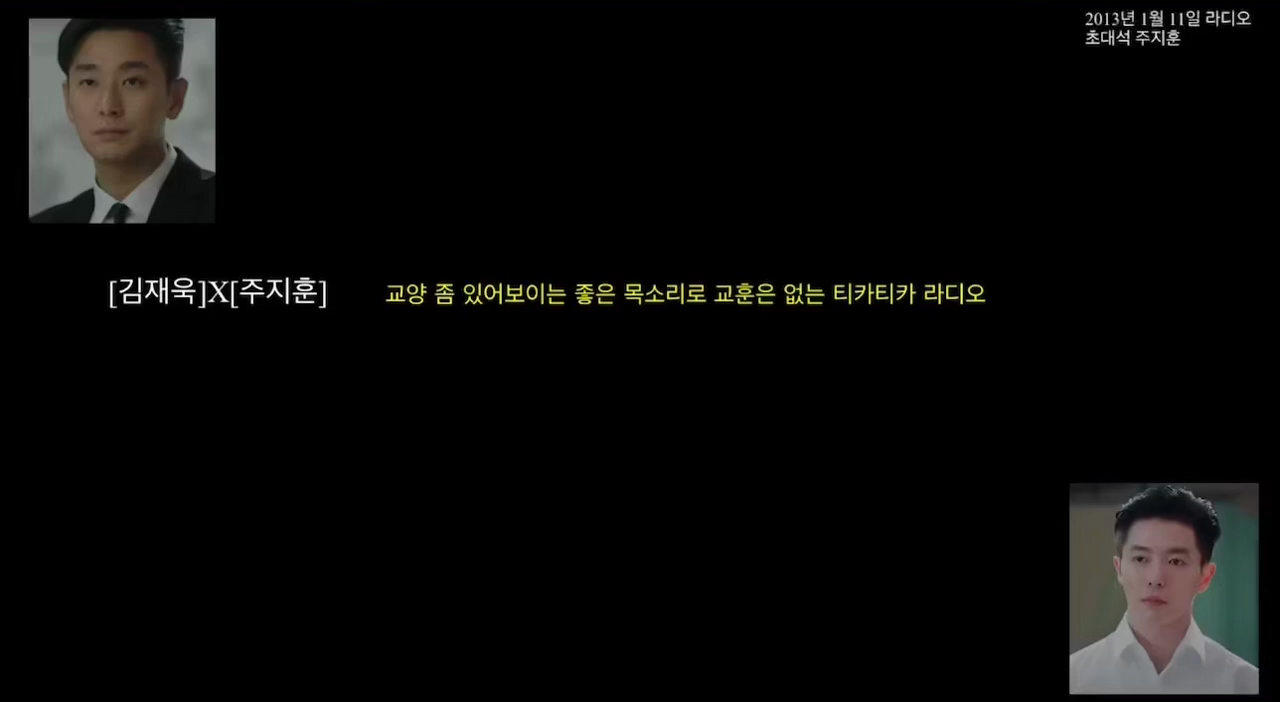 2013년 1월 11일 라디오
초대석 주지훈
[김재욱]X[주지훈] 교양 좀 있어보이는 좋은 목소리로 교훈은 없는 티카티카 라디오